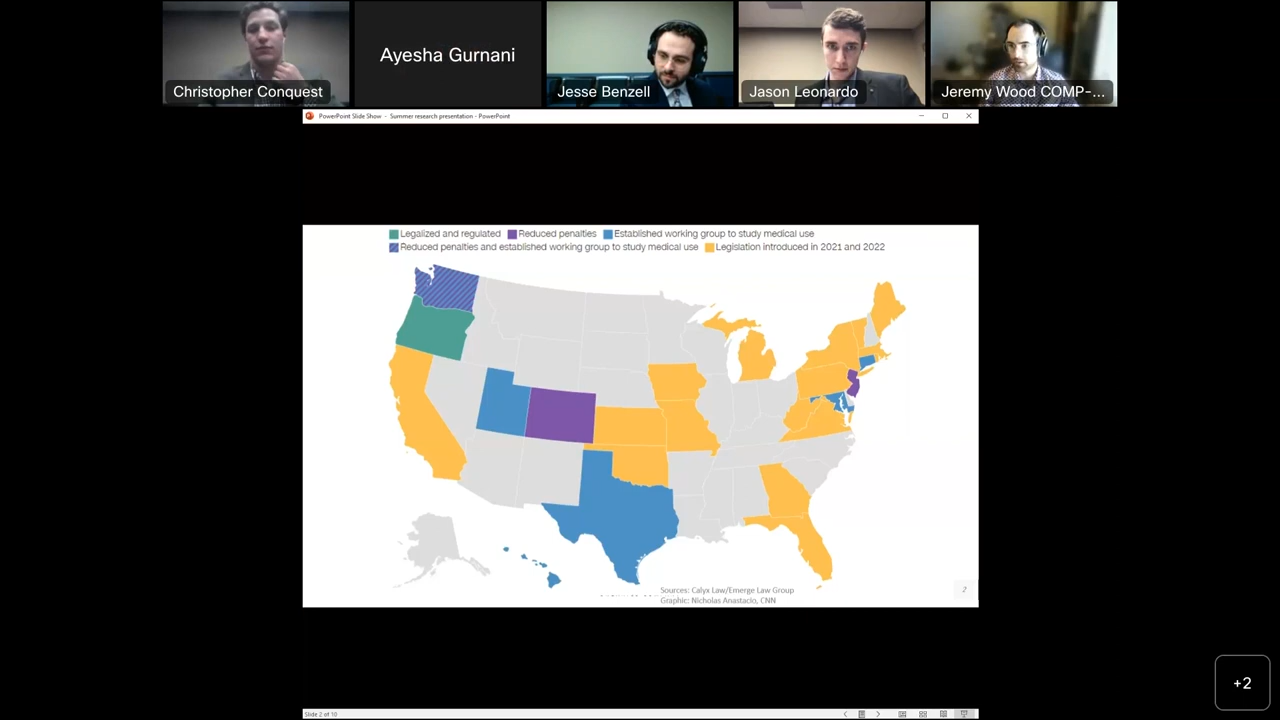 Christopher Conquest
Ayesha Gurnani
Jesse Benzell
Jason Leonardo
Jeremy Wood COMP-...
PowerPoint Slide Show - Summer research presentation - PowerPoint
Legalized and regulated
Reduced penalties
Established working group to study medical use
Reduced penalties and established working group to study medical use
Legislation introduced in 2021 and 2022
Sources: Calyx Law/Emerge Law Group
Graphic: Nicholas Anastacio, CNN
2
+2
Slide 2 of 10